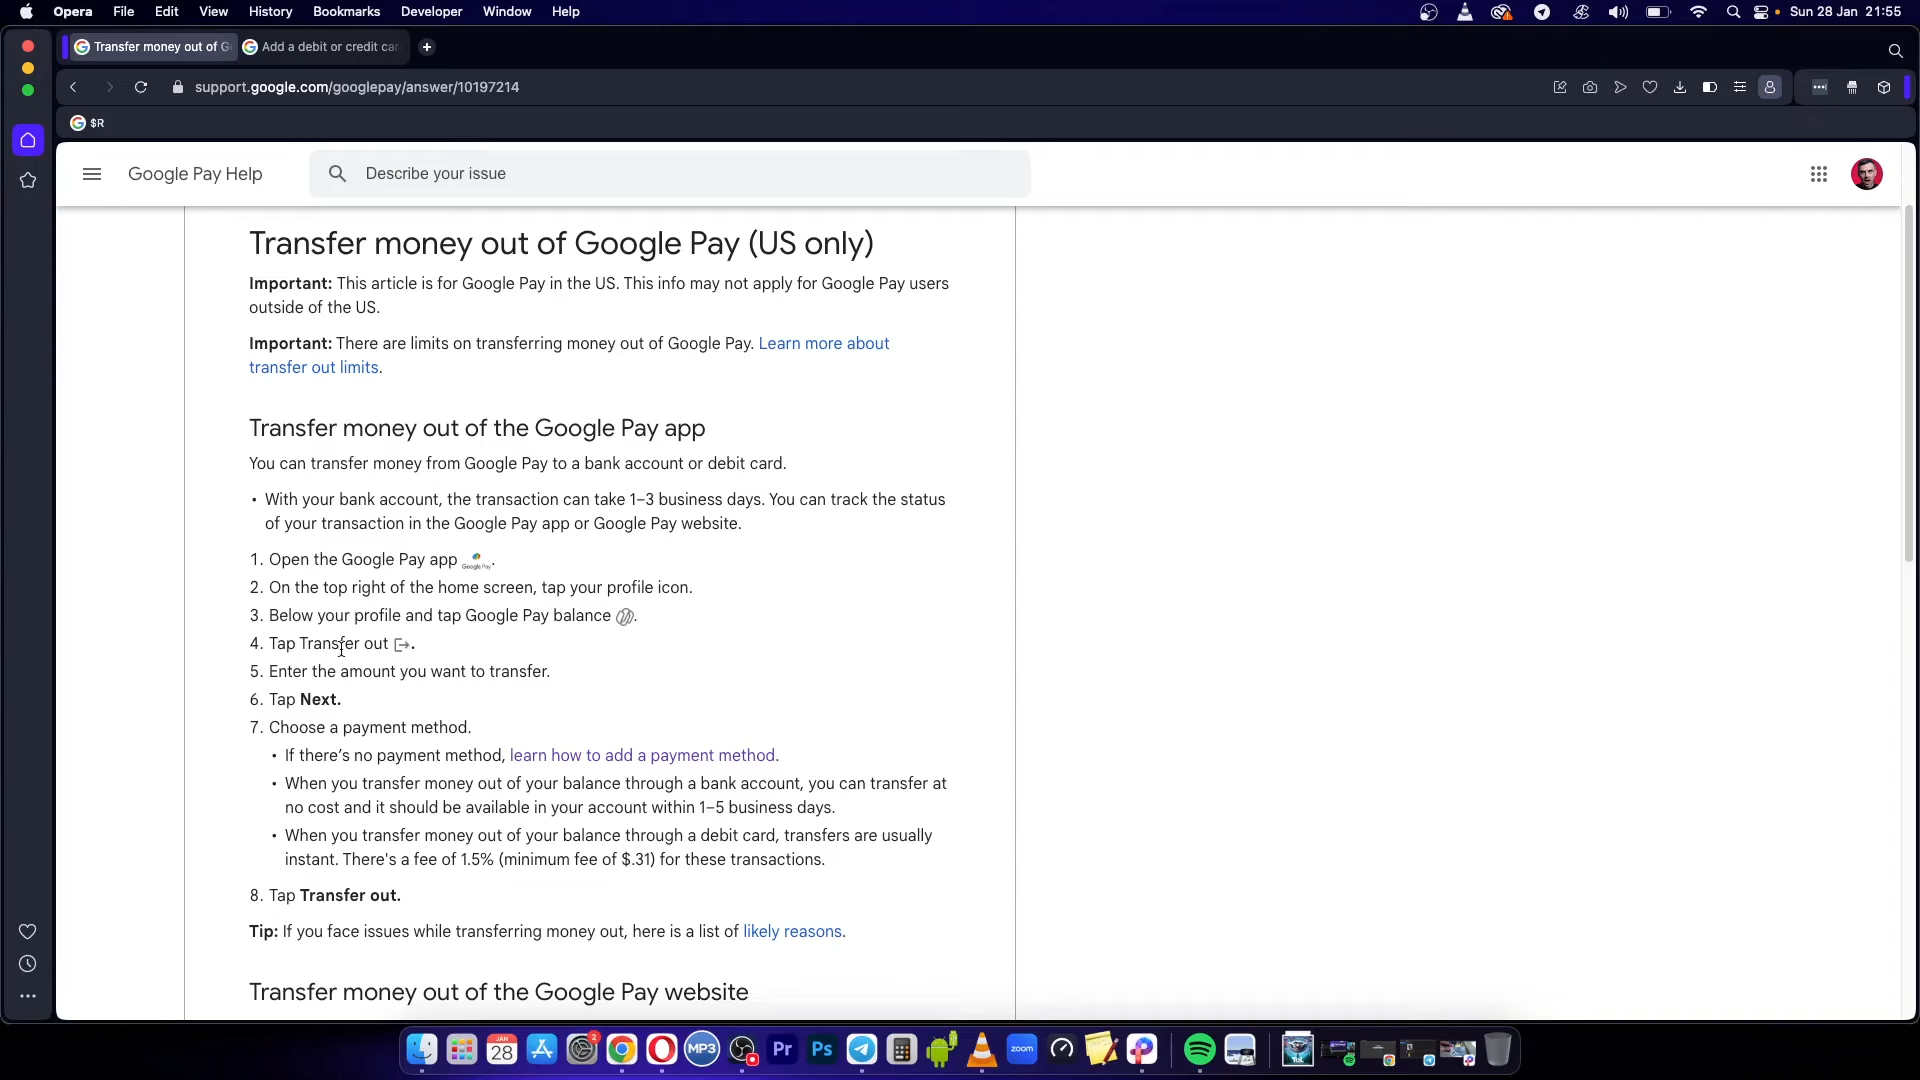 Opera File Edit View History Bookmarks Developer Window Help Sun 28 Jan 21:55
Transfer money out of G Add a debit or credit car
support.google.com/googlepay/answer/10197214
$R
Google Pay Help Describe your issue
Transfer money out of Google Pay (US only)
Important: This article is for Google Pay in the US. This info may not apply for Google Pay users
outside of the US.
Important: There are limits on transferring money out of Google Pay. Learn more about
transfer out limits.
Transfer money out of the Google Pay app
You can transfer money from Google Pay to a bank account or debit card.
• With your bank account, the transaction can take 1–3 business days. You can track the status
of your transaction in the Google Pay app or Google Pay website.
1. Open the Google Pay app Google Pay.
2. On the top right of the home screen, tap your profile icon.
3. Below your profile and tap Google Pay balance.
4. Tap Transfer out.
5. Enter the amount you want to transfer.
6. Tap Next.
7. Choose a payment method.
• If there’s no payment method, learn how to add a payment method.
• When you transfer money out of your balance through a bank account, you can transfer at
no cost and it should be available in your account within 1–5 business days.
• When you transfer money out of your balance through a debit card, transfers are usually
instant. There's a fee of 1.5% (minimum fee of $.31) for these transactions.
8. Tap Transfer out.
Tip: If you face issues while transferring money out, here is a list of likely reasons.
Transfer money out of the Google Pay website
JAN 28 2 MP3 Pr Ps zoom